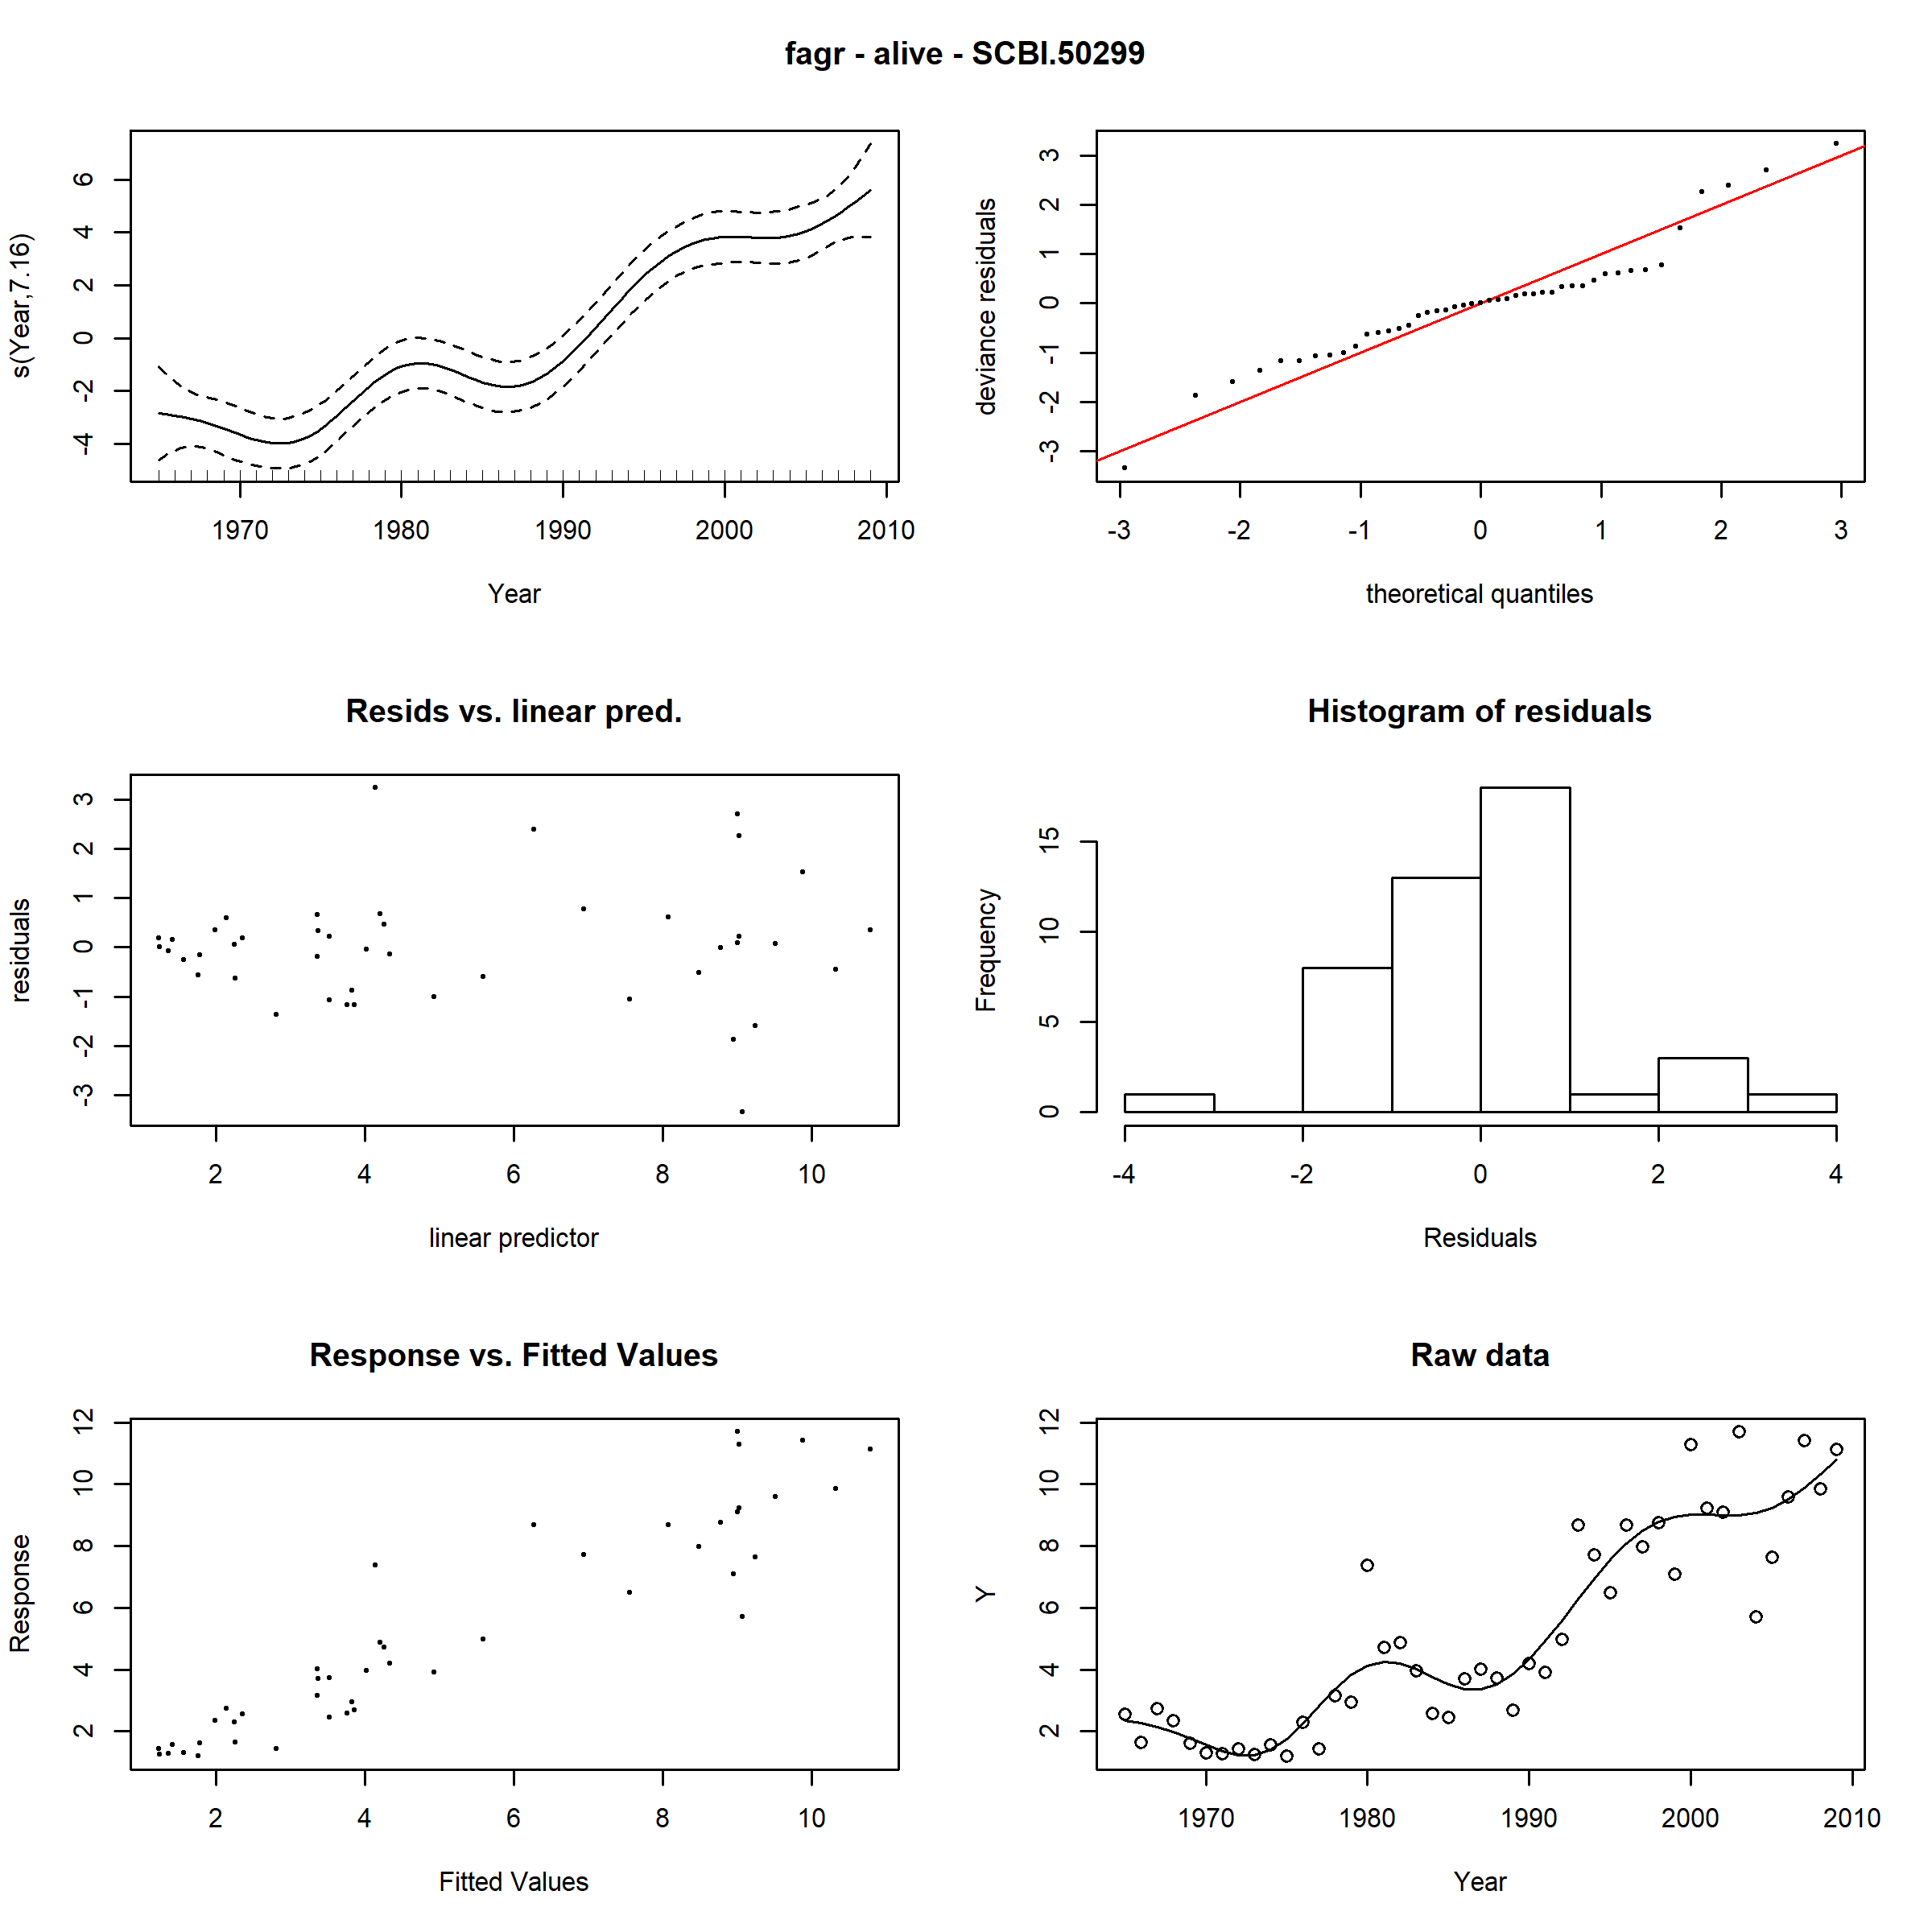 fagr - alive - SCBI.50299
s(Year,7.16)
6
4
2
0
-2
-4
1970 1980 1990 2000 2010
Year
deviance residuals
3
2
1
0
-1
-2
-3
-3 -2 -1 0 1 2 3
theoretical quantiles
Resids vs. linear pred.
residuals
3
2
1
0
-1
-2
-3
2 4 6 8 10
linear predictor
Histogram of residuals
Frequency
15
10
5
0
-4 -2 0 2 4
Residuals
Response vs. Fitted Values
Response
12
10
8
6
4
2
2 4 6 8 10
Fitted Values
Raw data
Y
12
10
8
6
4
2
1970 1980 1990 2000 2010
Year